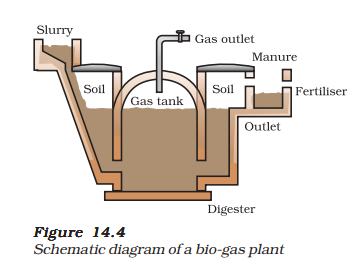 Slurry
Gas outlet
Manure
Soil
Gas tank
Soil
Fertiliser
Outlet
Digester
Figure 14.4
Schematic diagram of a bio-gas plant